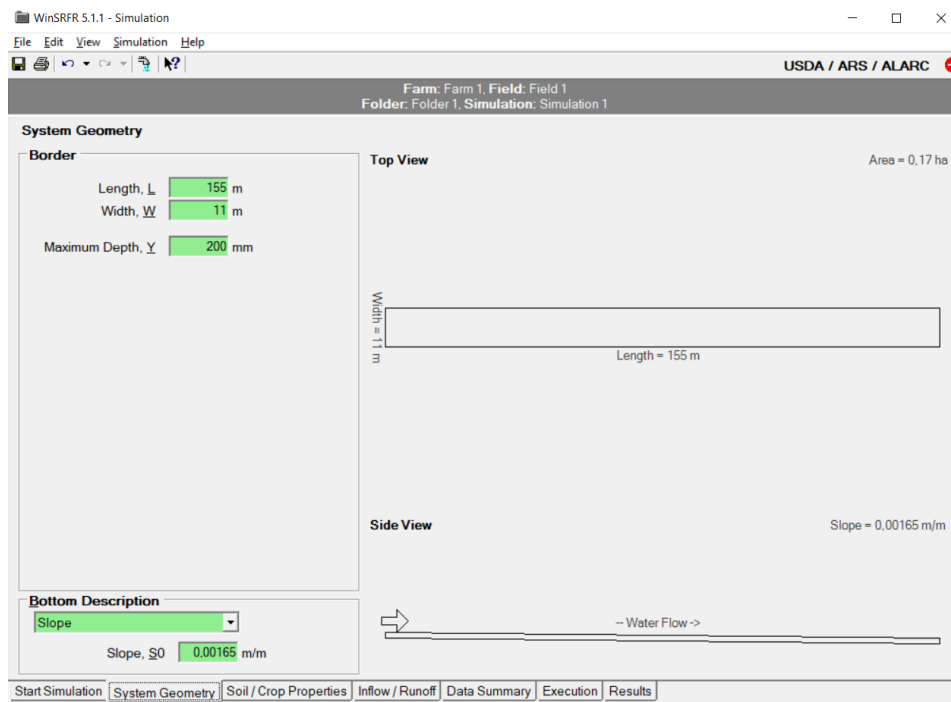 WinSRFR 5.1.1 - Simulation
File Edit View Simulation Help
USDA / ARS / ALARC
Farm: Farm 1, Field: Field 1
Folder: Folder 1, Simulation: Simulation 1
System Geometry
Border
Length, L 155 m
Width, W 11 m
Maximum Depth, Y 200 mm
Top View Area = 0,17 ha
Width = 11 m
Length = 155 m
Side View Slope = 0,00165 m/m
-- Water Flow ->
Bottom Description
Slope
Slope, S0 0,00165 m/m
Start Simulation System Geometry Soil / Crop Properties Inflow / Runoff Data Summary Execution Results